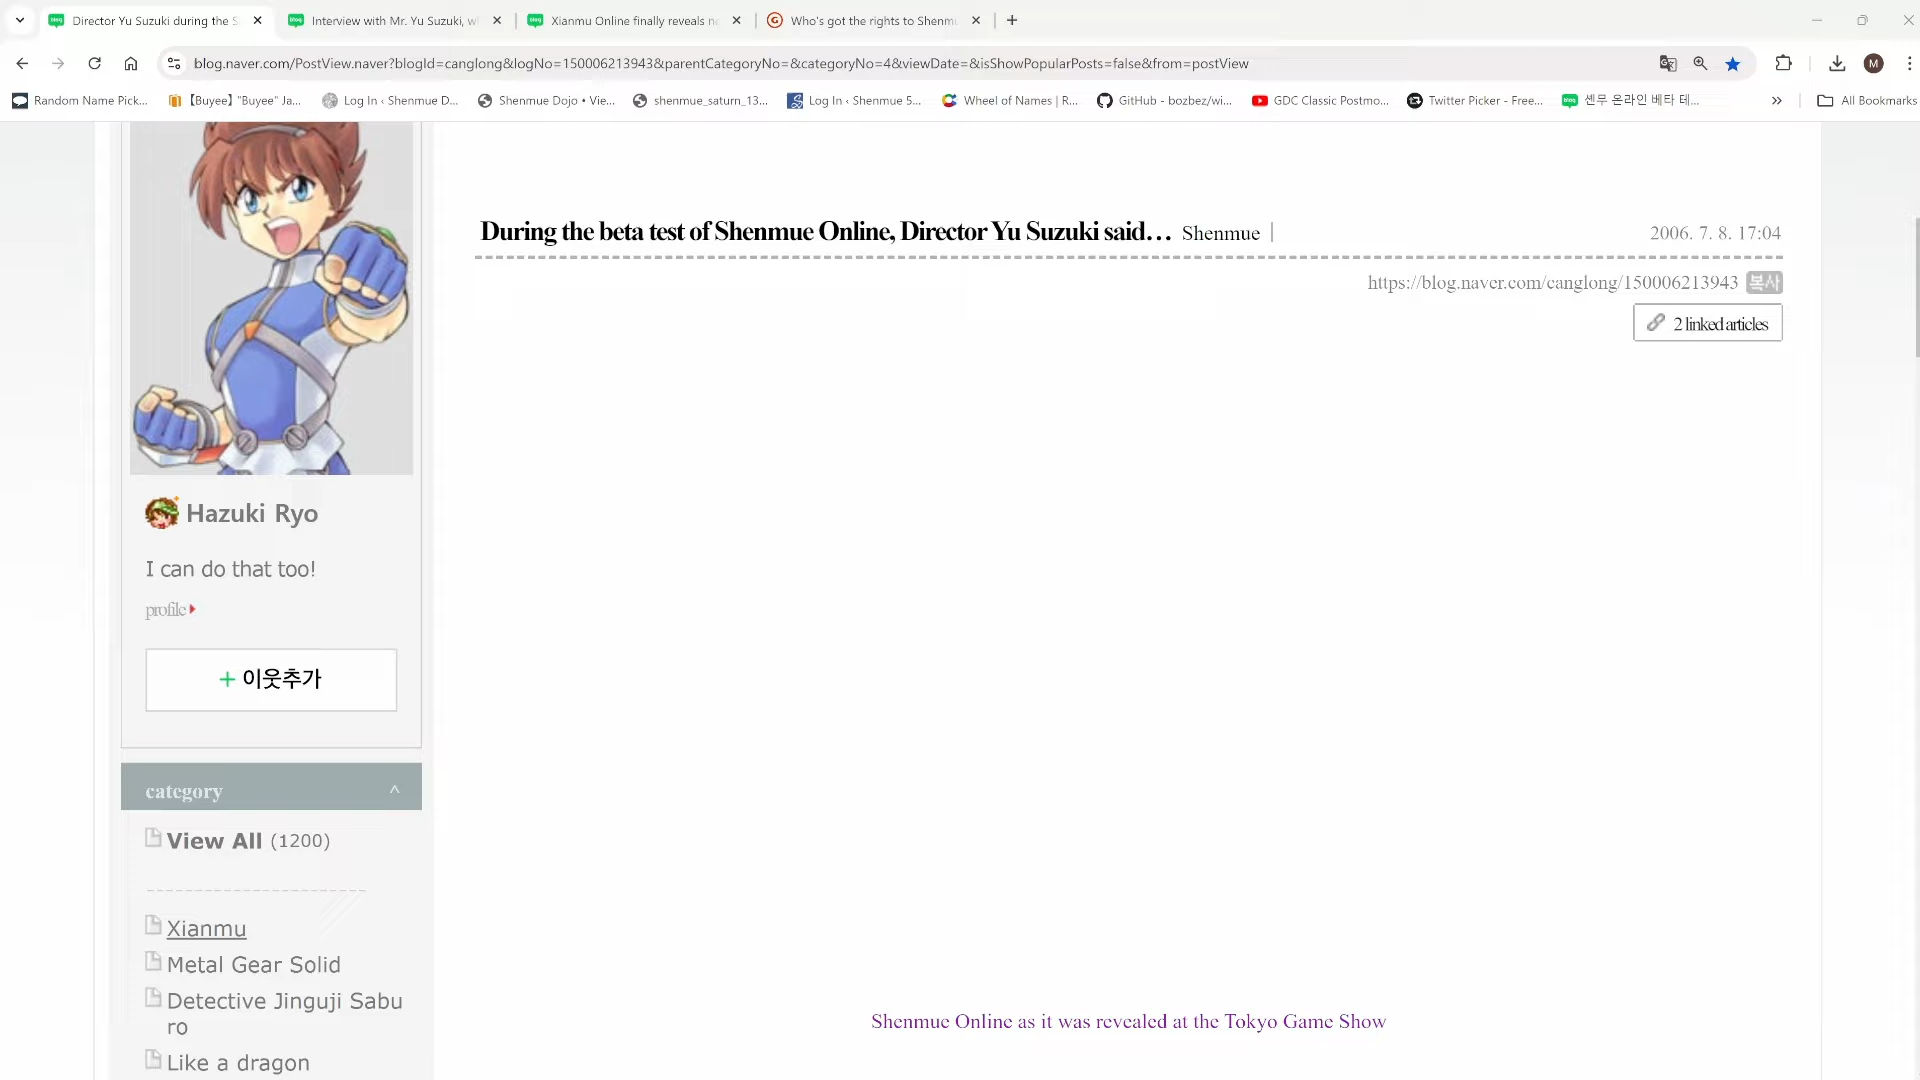 Director Yu Suzuki during the S
Interview with Mr. Yu Suzuki, w
Xianmu Online finally reveals n
Who's got the rights to Shenmu
blog.naver.com/PostView.naver?blogId=canglong&logNo=150006213943&parentCategoryNo=&categoryNo=4&viewDate=&isShowPopularPosts=false&from=postView
M
Random Name Pick...
【Buyee】 "Buyee" Ja...
Log In ‹ Shenmue D...
Shenmue Dojo • Vie...
shenmue_saturn_13...
Log In ‹ Shenmue 5...
Wheel of Names | R...
GitHub - bozbez/wi...
GDC Classic Postmo...
Twitter Picker - Free...
센무 온라인 베타 테...
All Bookmarks
During the beta test of Shenmue Online, Director Yu Suzuki said… Shenmue |
2006. 7. 8. 17:04
https://blog.naver.com/canglong/150006213943 복사
2 linked articles
Hazuki Ryo
I can do that too!
profile
+ 이웃추가
category
View All (1200)
Xianmu
Metal Gear Solid
Detective Jinguji Sabu
ro
Like a dragon
Shenmue Online as it was revealed at the Tokyo Game Show